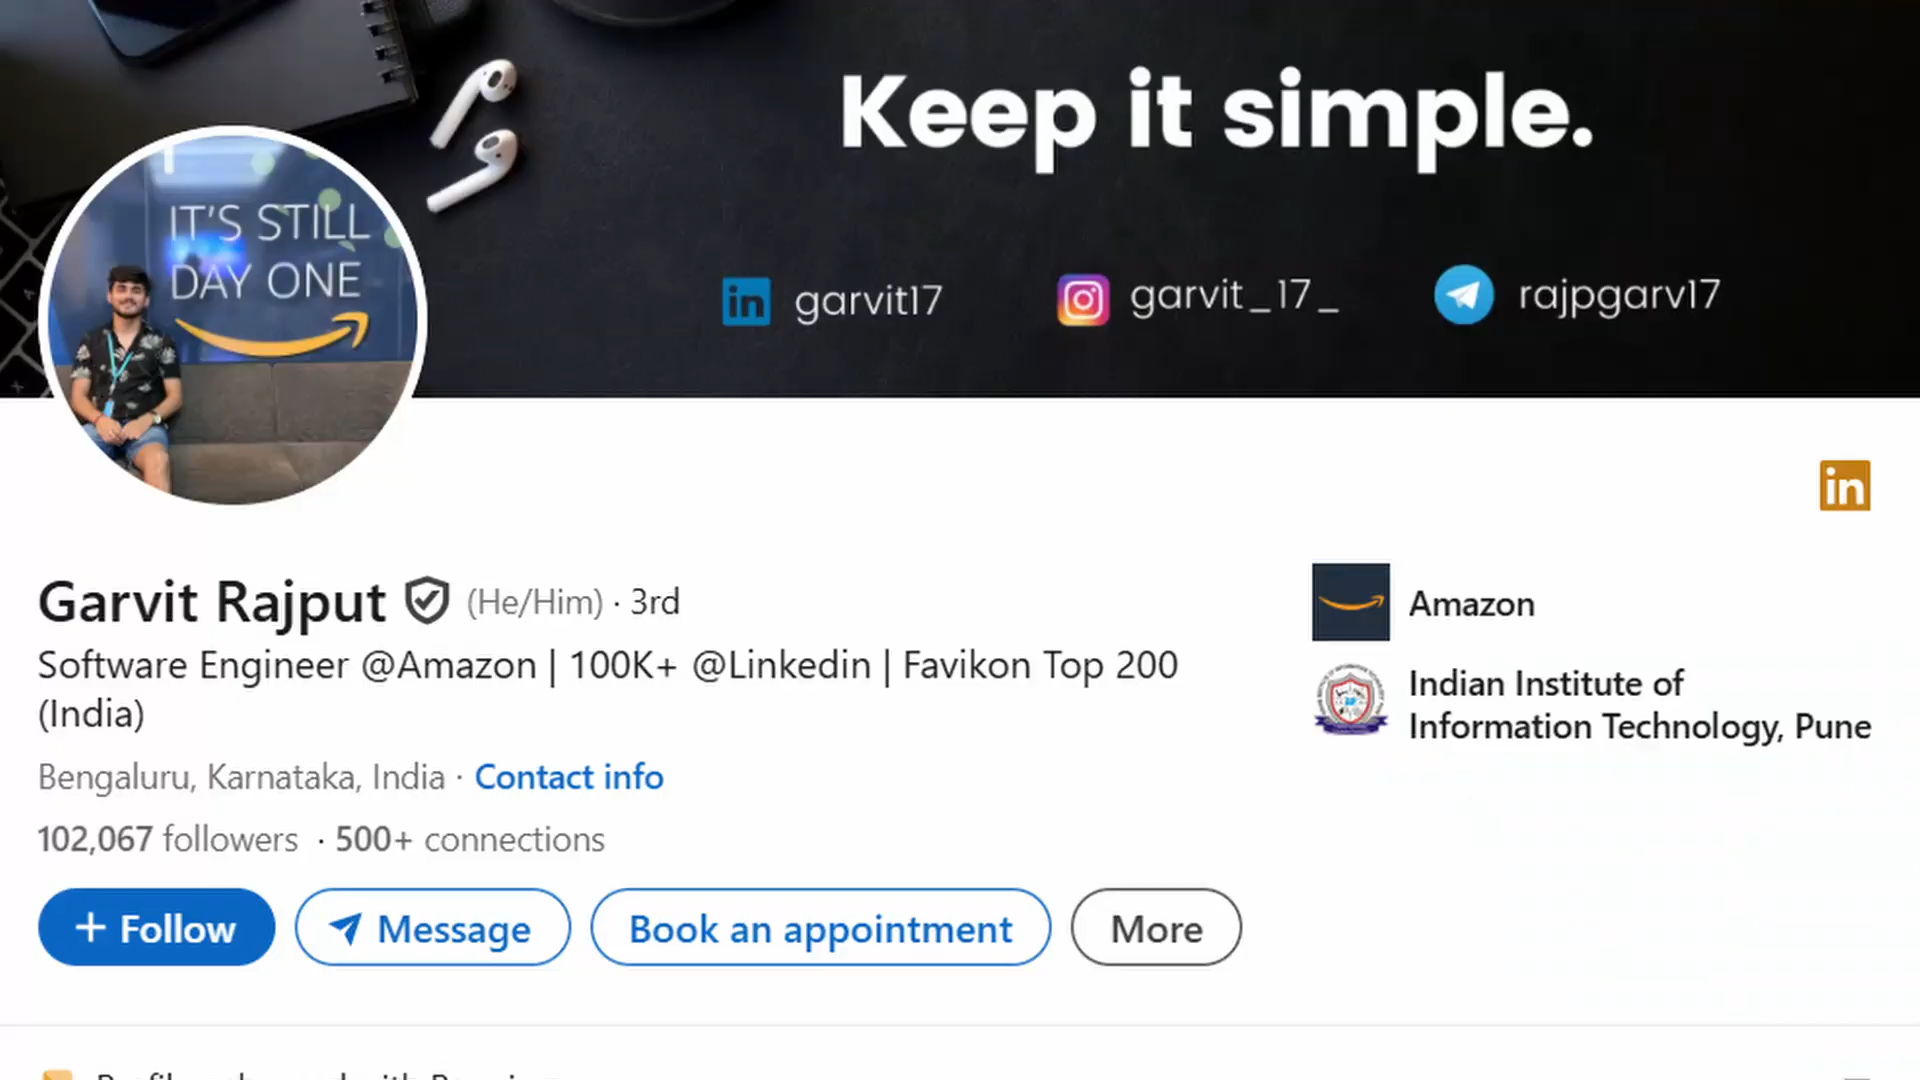 Keep it simple.
IT'S STILL
DAY ONE
in garvit17 garvit_17_ rajpgarv17
in
Garvit Rajput (He/Him) · 3rd
Software Engineer @Amazon | 100K+ @Linkedin | Favikon Top 200
(India)
Bengaluru, Karnataka, India · Contact info
102,067 followers · 500+ connections
+ Follow Message Book an appointment More
Amazon
Indian Institute of
Information Technology, Pune